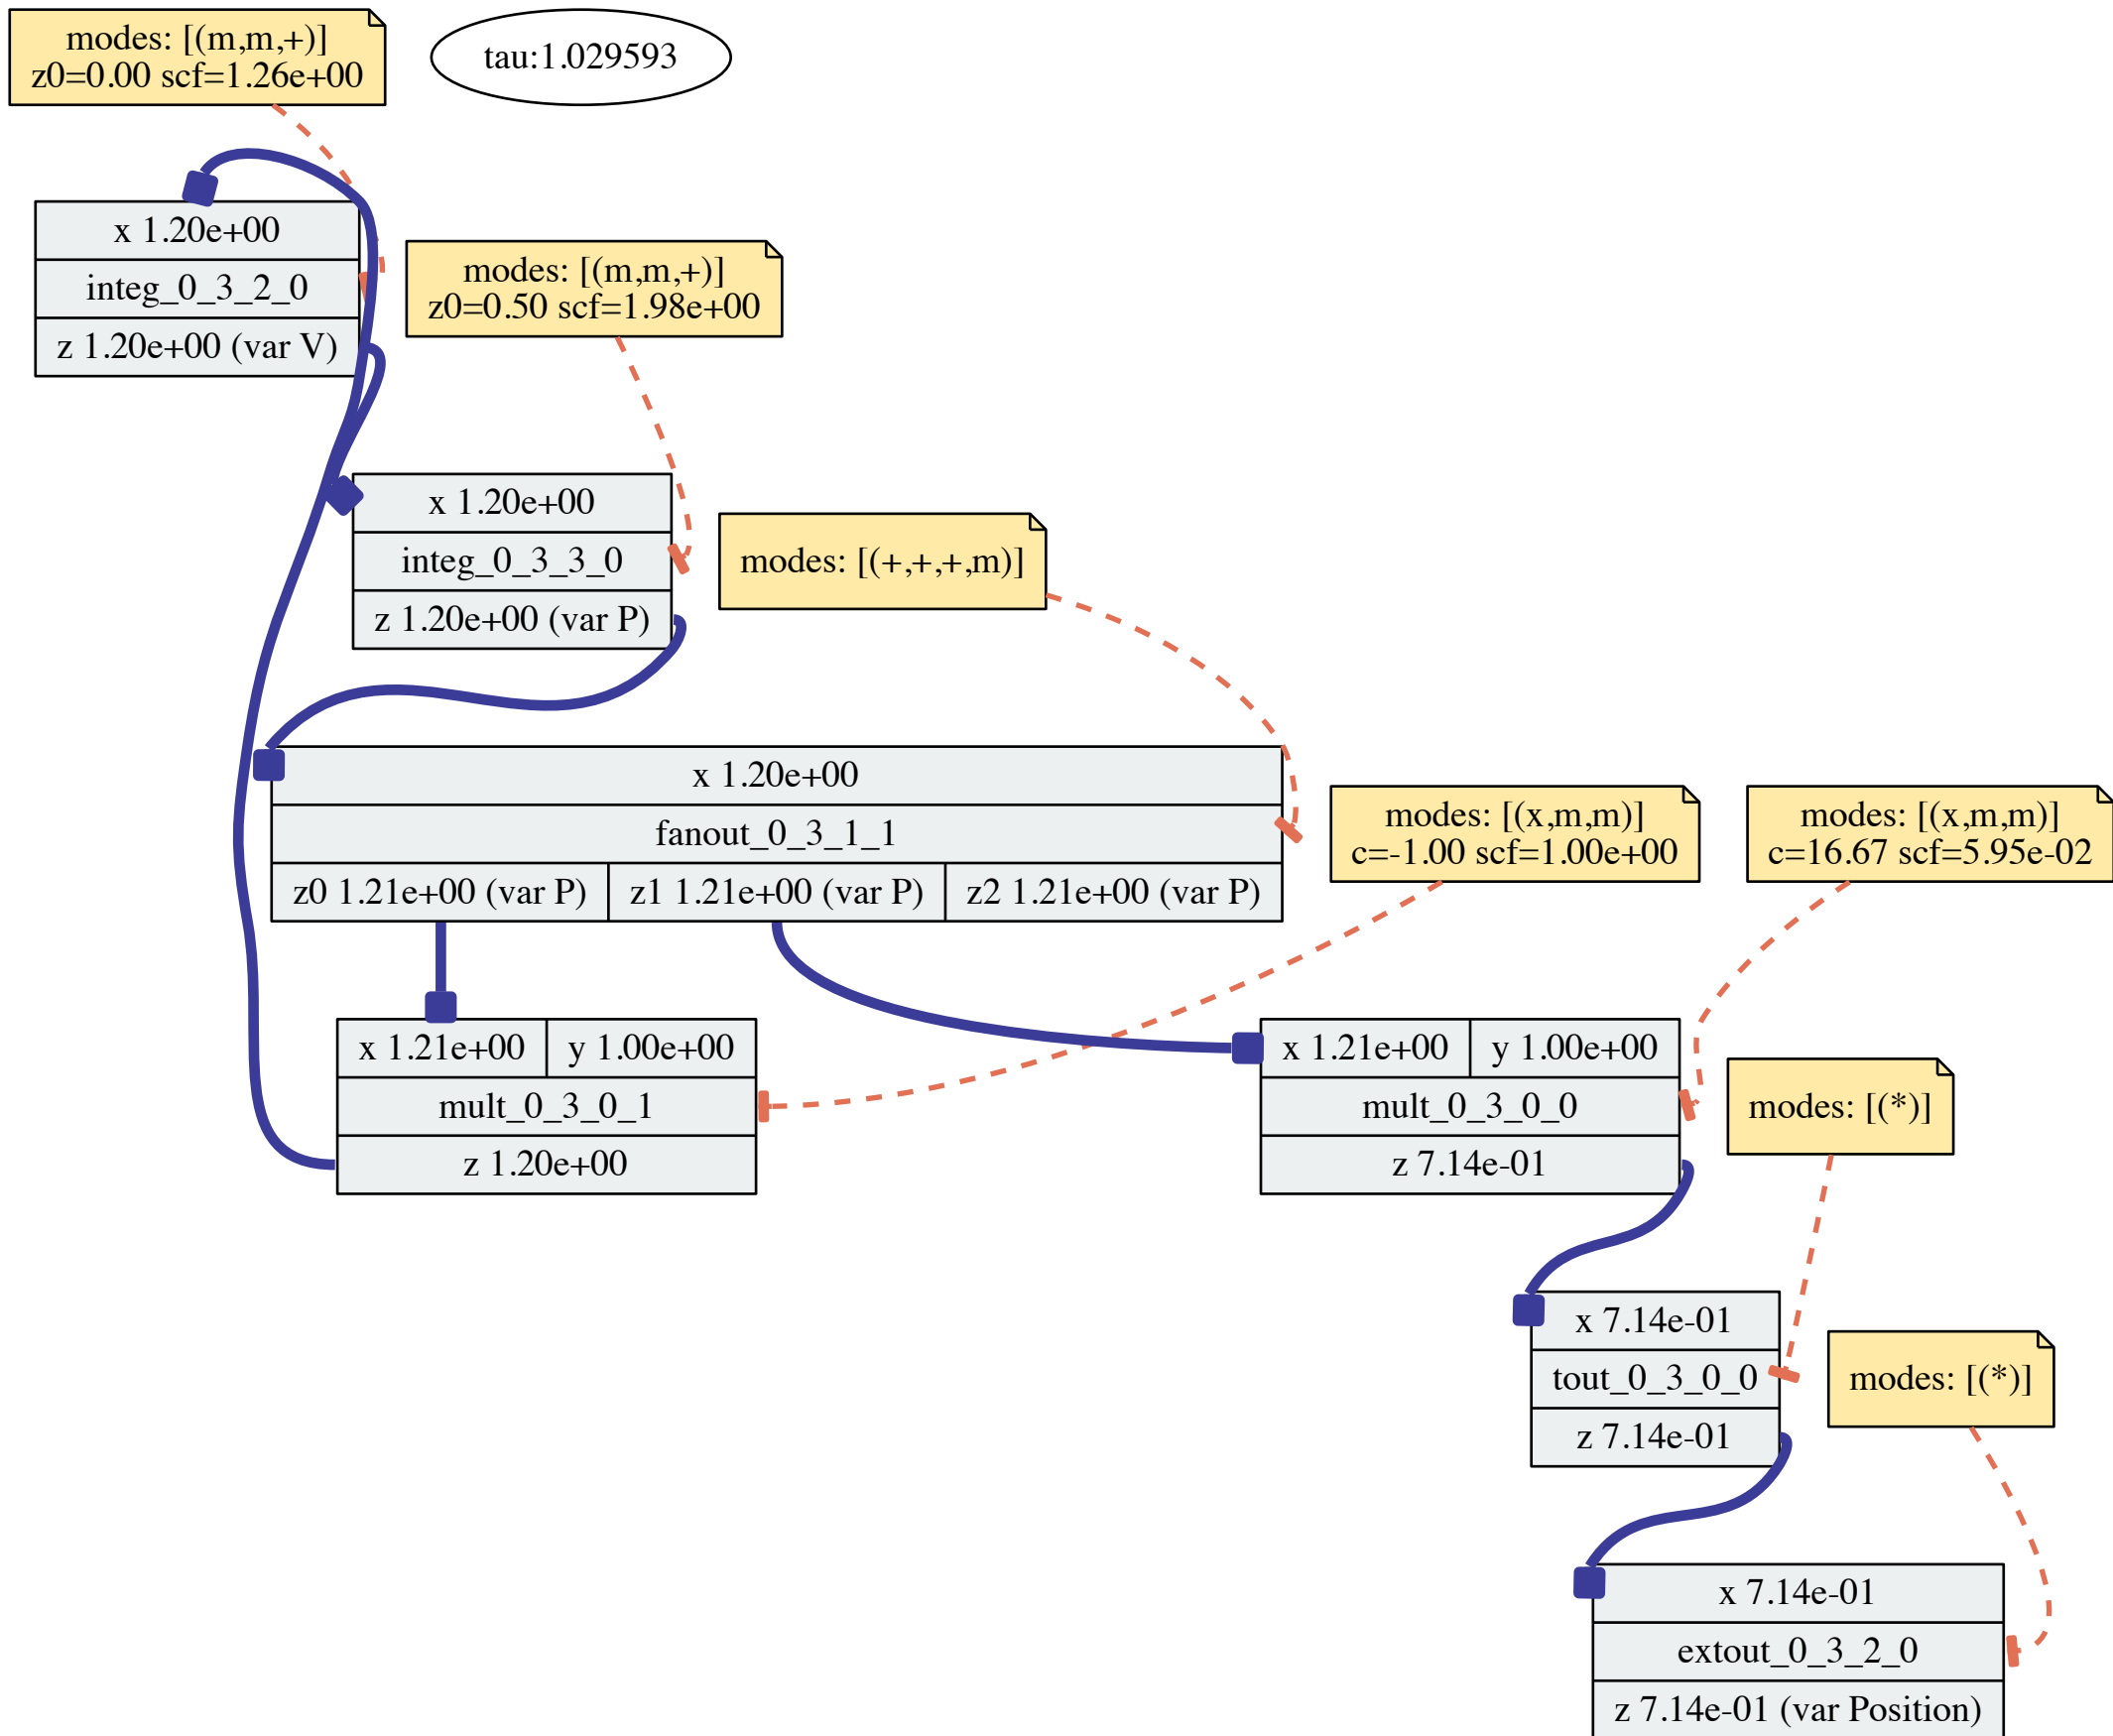 modes: [(m,m,+)]
z0=0.00 scf=1.26e+00
tau:1.029593
x 1.20e+00
integ_0_3_2_0
z 1.20e+00 (var V)
modes: [(m,m,+)]
z0=0.50 scf=1.98e+00
x 1.20e+00
integ_0_3_3_0
z 1.20e+00 (var P)
modes: [(+,+,+,m)]
x 1.20e+00
fanout_0_3_1_1
z0 1.21e+00 (var P)
z1 1.21e+00 (var P)
z2 1.21e+00 (var P)
modes: [(x,m,m)]
c=-1.00 scf=1.00e+00
modes: [(x,m,m)]
c=16.67 scf=5.95e-02
x 1.21e+00
y 1.00e+00
mult_0_3_0_1
z 1.20e+00
x 1.21e+00
y 1.00e+00
mult_0_3_0_0
z 7.14e-01
modes: [(*)]
x 7.14e-01
tout_0_3_0_0
z 7.14e-01
modes: [(*)]
x 7.14e-01
extout_0_3_2_0
z 7.14e-01 (var Position)